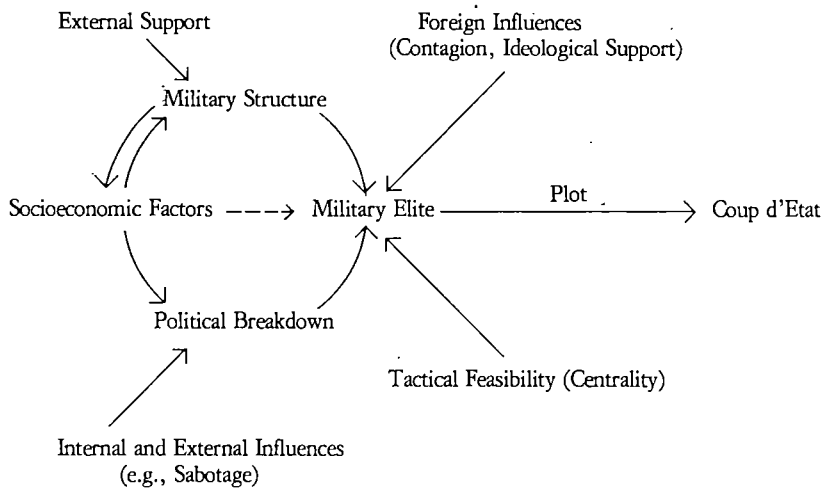 External Support
Foreign Influences
(Contagion, Ideological Support)
Military Structure
Socioeconomic Factors
Military Elite
Plot
Coup d'Etat
Political Breakdown
Tactical Feasibility (Centrality)
Internal and External Influences
(e.g., Sabotage)